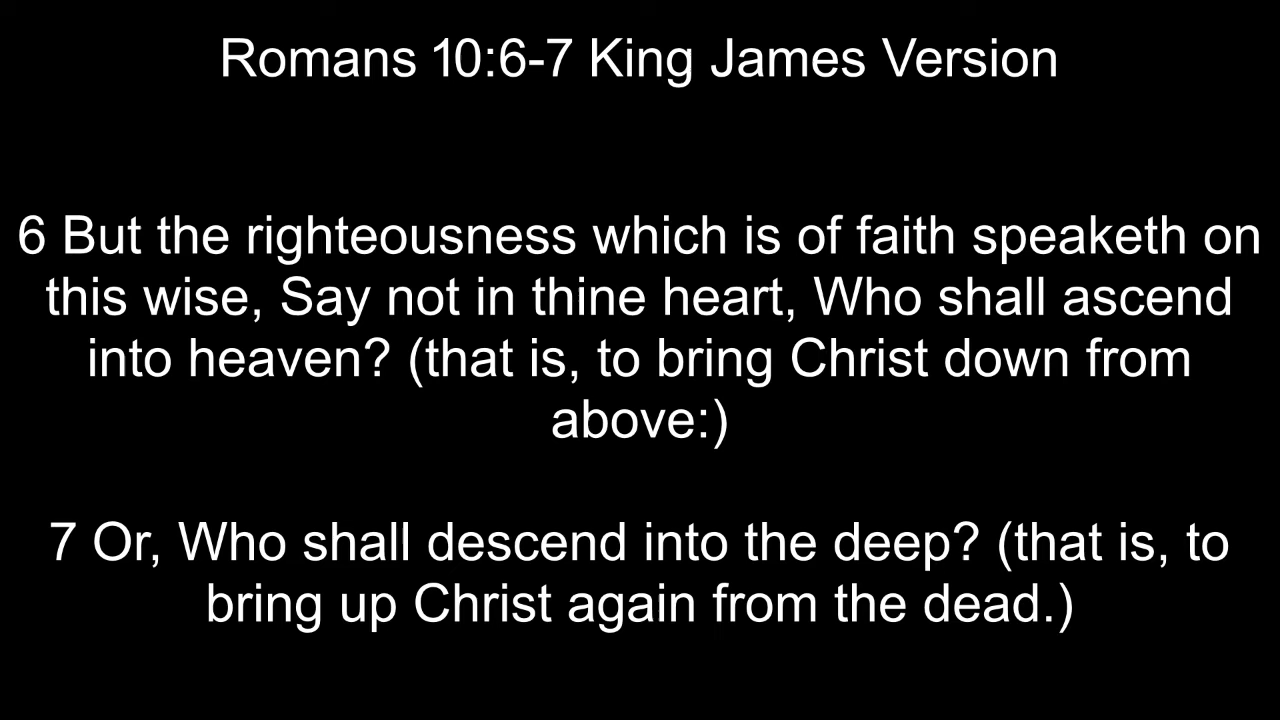 Romans 10:6-7 King James Version
6 But the righteousness which is of faith speaketh on
this wise, Say not in thine heart, Who shall ascend
into heaven? (that is, to bring Christ down from
above:)
7 Or, Who shall descend into the deep? (that is, to
bring up Christ again from the dead.)